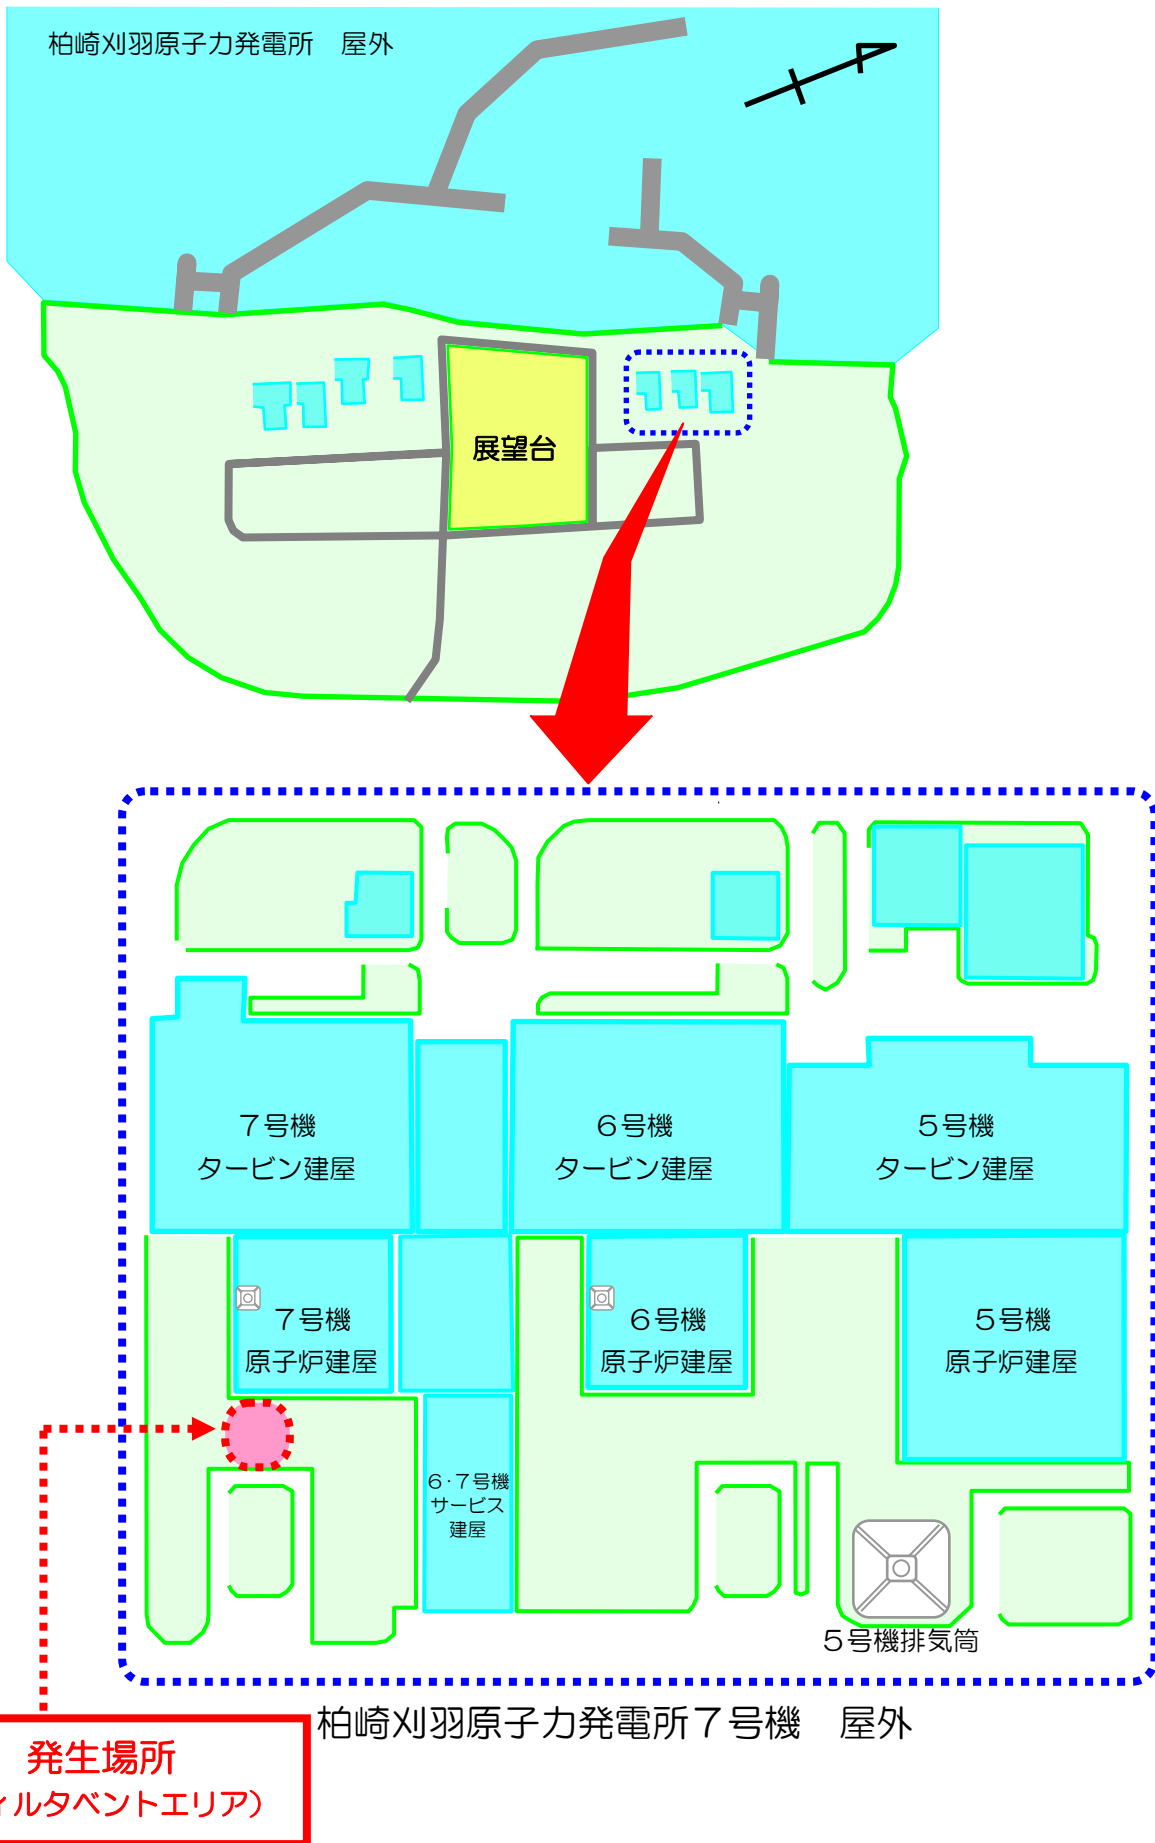 柏崎刈羽原子力発電所　屋外
展望台
７号機
タービン建屋
６号機
タービン建屋
５号機
タービン建屋
７号機
原子炉建屋
６号機
原子炉建屋
５号機
原子炉建屋
６・７号機
サービス
建屋
５号機排気筒
柏崎刈羽原子力発電所７号機　屋外
発生場所
ィルタベントエリア）